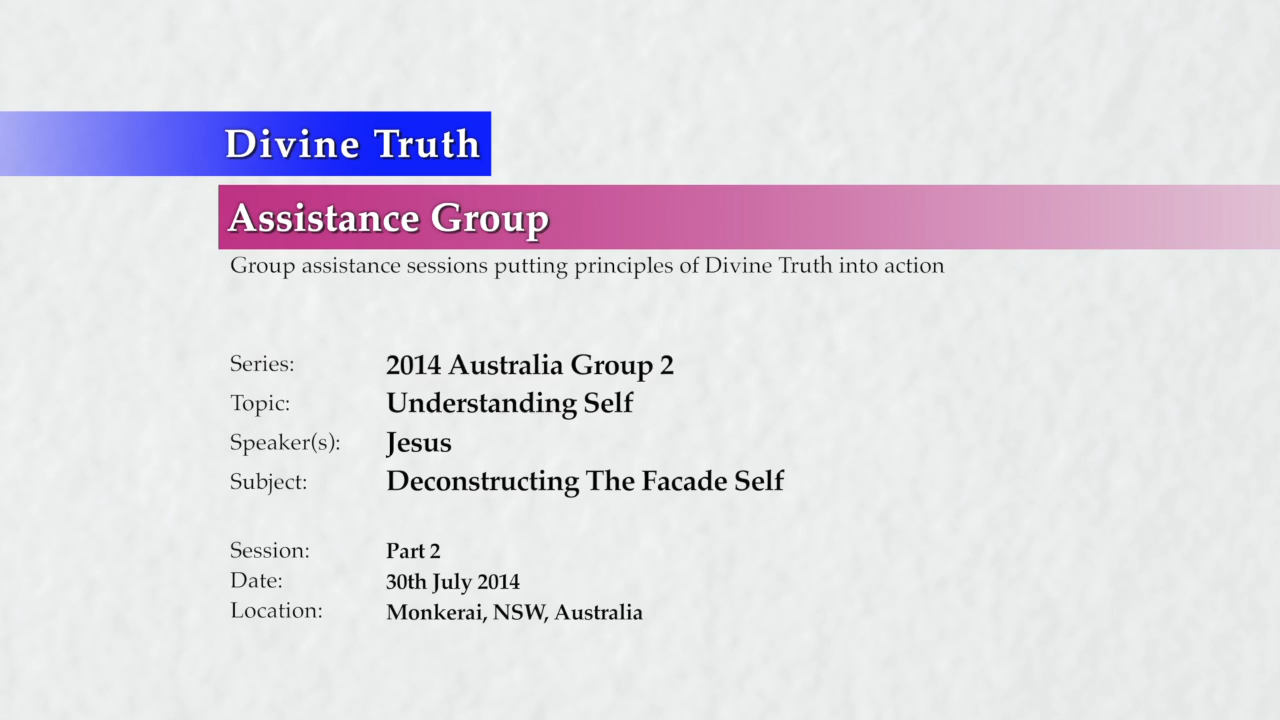 Divine Truth
Assistance Group
Group assistance sessions putting principles of Divine Truth into action
Series: 2014 Australia Group 2
Topic: Understanding Self
Speaker(s): Jesus
Subject: Deconstructing The Facade Self
Session: Part 2
Date: 30th July 2014
Location: Monkerai, NSW, Australia